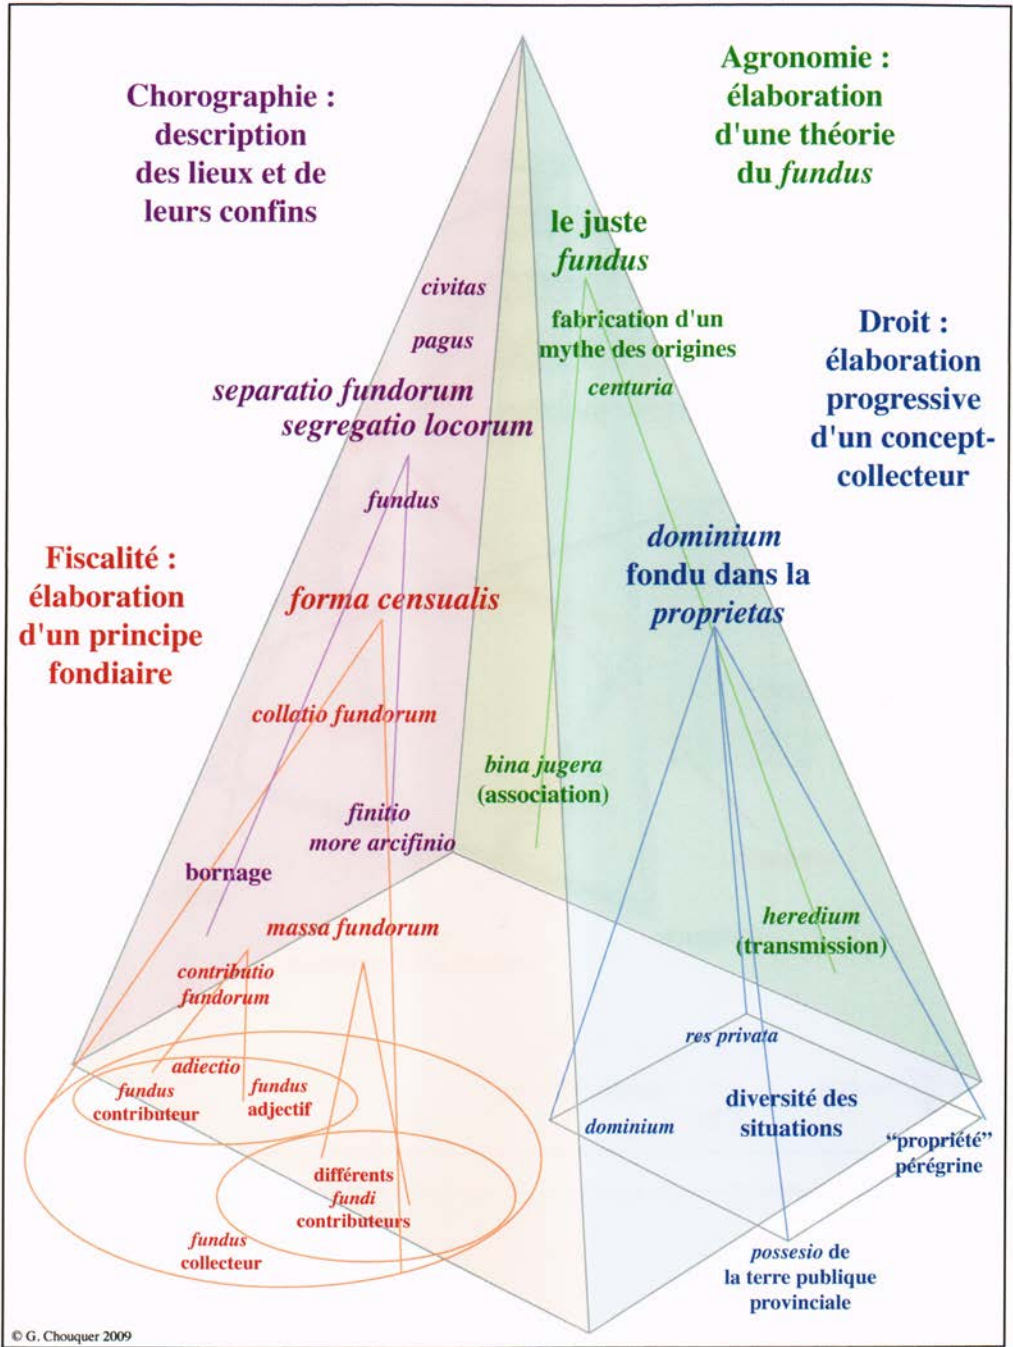 Chorographie :
description
des lieux et de
leurs confins
Agronomie :
élaboration
d'une théorie
du fundus
le juste
fundus
civitas
fabrication d'un
mythe des origines
pagus
centuria
Droit :
élaboration
progressive
d'un concept-
collecteur
separatio fundorum
segregatio locorum
fundus
dominium
fondu dans la
proprietas
Fiscalité :
élaboration
d'un principe
fondiaire
forma censualis
collatio fundorum
bina jugera
(association)
finitio
more arcifinio
bornage
massa fundorum
heredium
(transmission)
contributio
fundorum
adiectio
fundus
contributeur
fundus
adjectif
différents
fundi
contributeurs
fundus
collecteur
res privata
dominium
diversité des
situations
“propriété”
pérégrine
possesio de
la terre publique
provinciale
© G. Chouquer 2009